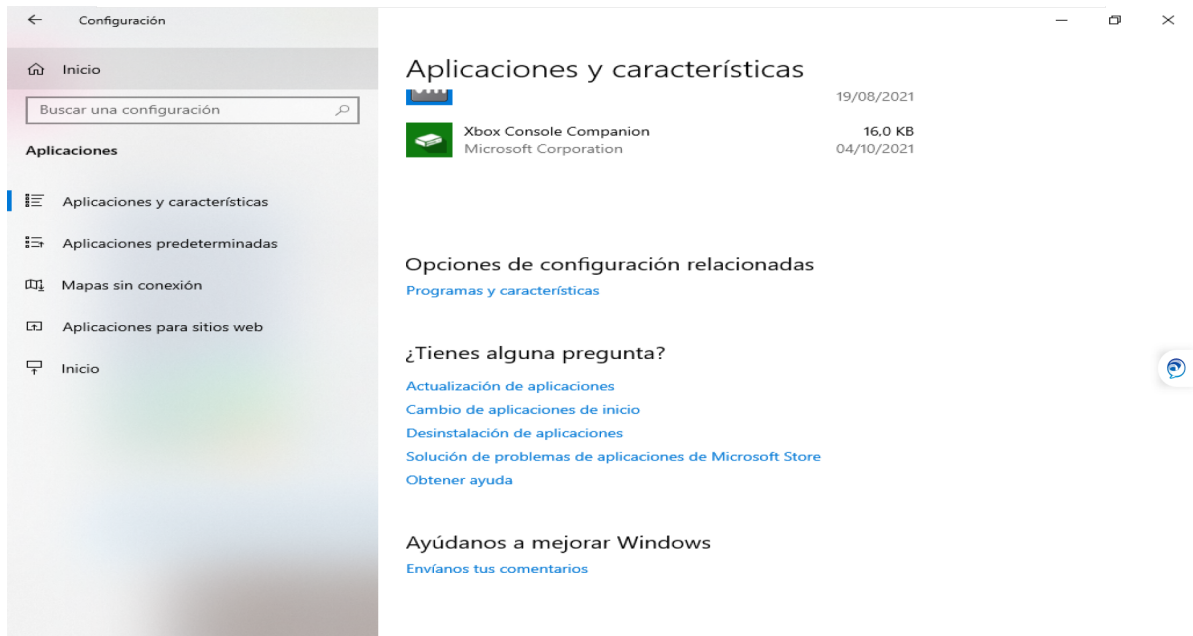 Configuración
Inicio
Buscar una configuración
Aplicaciones
Aplicaciones y características
Aplicaciones predeterminadas
Mapas sin conexión
Aplicaciones para sitios web
Inicio
Aplicaciones y características
19/08/2021
Xbox Console Companion 16,0 KB
Microsoft Corporation 04/10/2021
Opciones de configuración relacionadas
Programas y características
¿Tienes alguna pregunta?
Actualización de aplicaciones
Cambio de aplicaciones de inicio
Desinstalación de aplicaciones
Solución de problemas de aplicaciones de Microsoft Store
Obtener ayuda
Ayúdanos a mejorar Windows
Envíanos tus comentarios